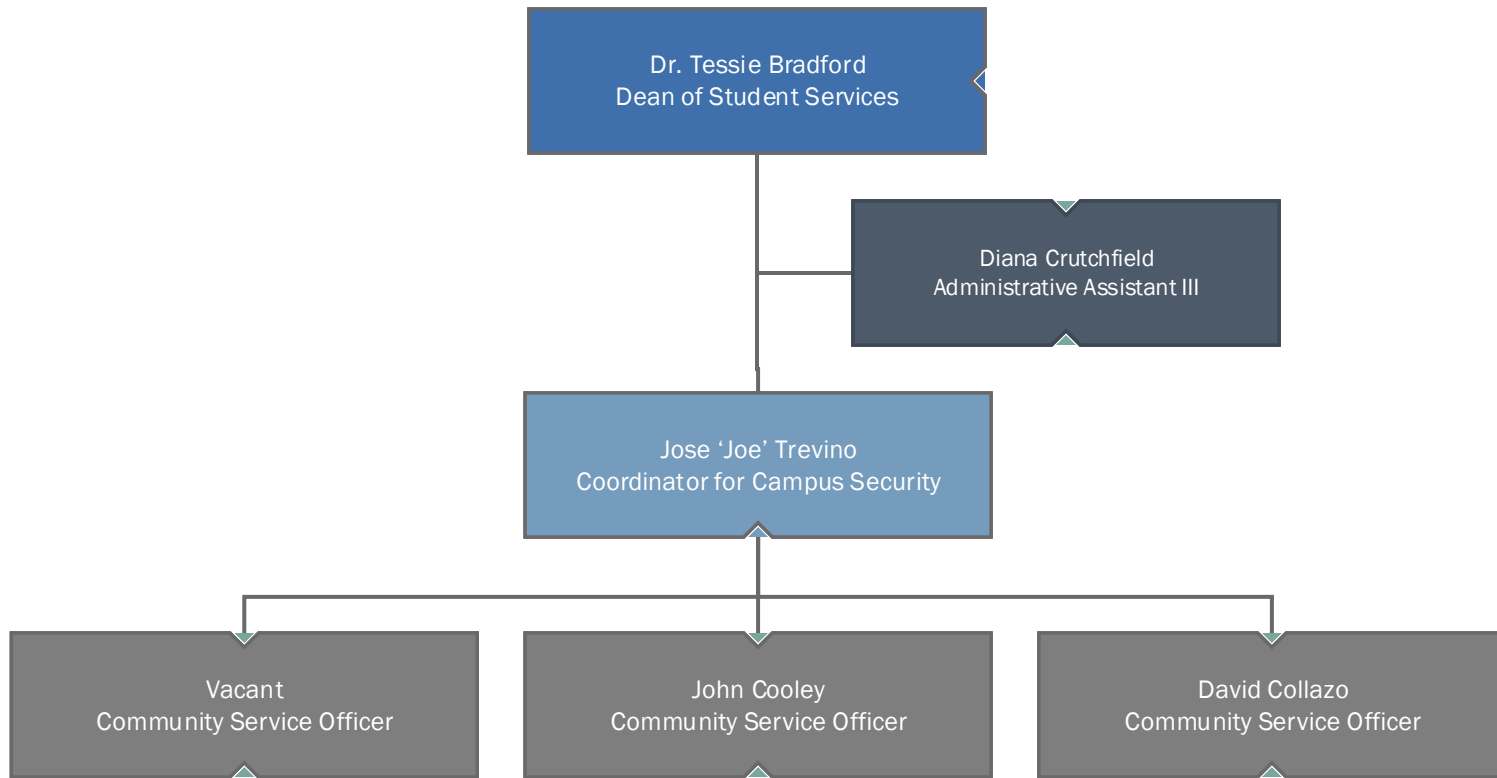 Dr. Tessie Bradford
Dean of Student Services
Diana Crutchfield
Administrative Assistant III
Jose ‘Joe’ Trevino
Coordinator for Campus Security
Vacant
Community Service Officer
John Cooley
Community Service Officer
David Collazo
Community Service Officer